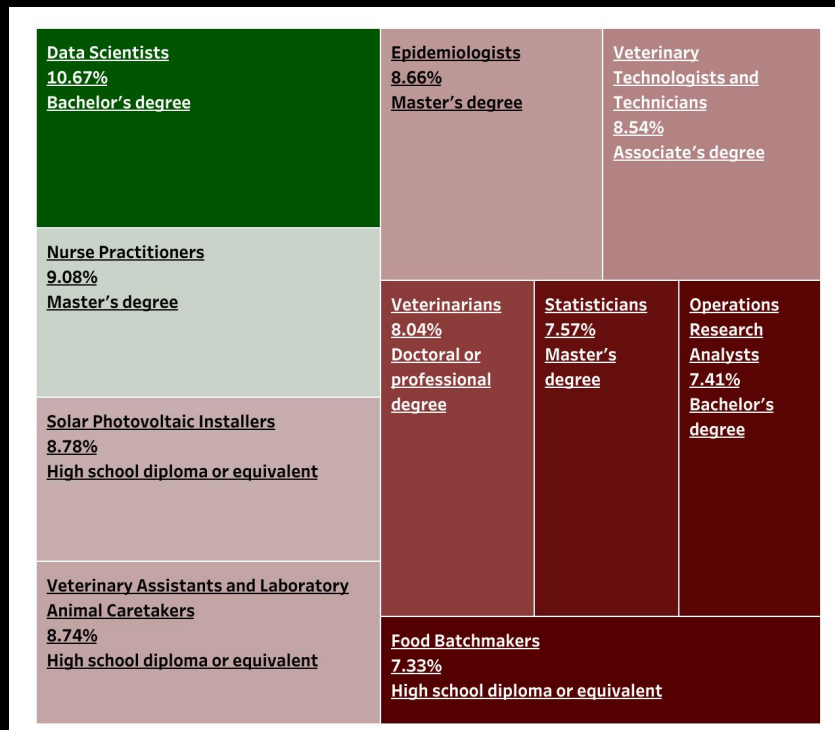 Data Scientists
10.67%
Bachelor’s degree
Nurse Practitioners
9.08%
Master’s degree
Solar Photovoltaic Installers
8.78%
High school diploma or equivalent
Veterinary Assistants and Laboratory
Animal Caretakers
8.74%
High school diploma or equivalent
Epidemiologists
8.66%
Master’s degree
Veterinary
Technologists and
Technicians
8.54%
Associate’s degree
Veterinarians
8.04%
Doctoral or
professional
degree
Statisticians
7.57%
Master’s
degree
Operations
Research
Analysts
7.41%
Bachelor’s
degree
Food Batchmakers
7.33%
High school diploma or equivalent